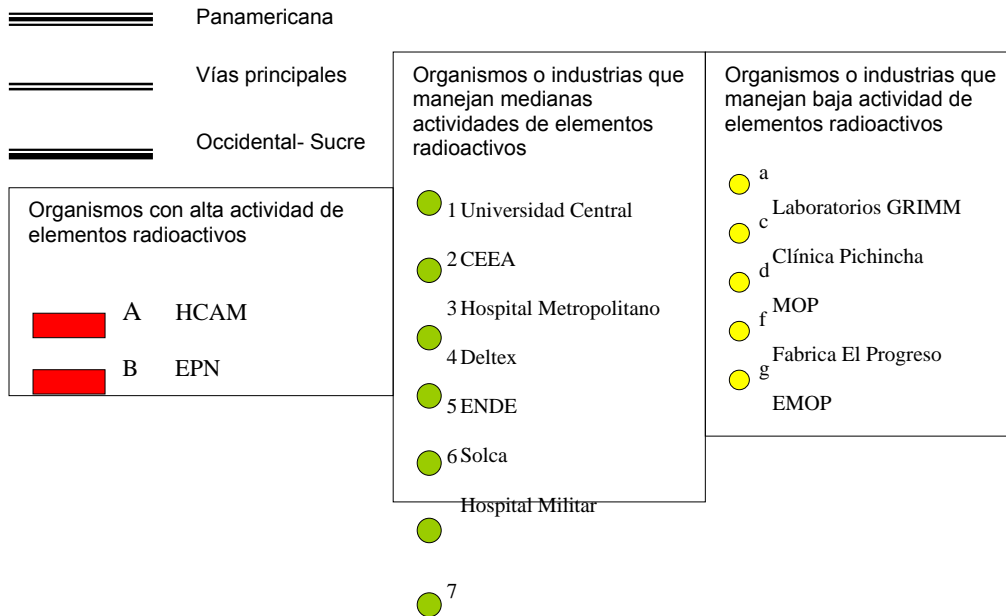 Panamericana
Vías principales
Occidental- Sucre
Organismos con alta actividad de
elementos radioactivos
A HCAM
B EPN
Organismos o industrias que
manejan medianas
actividades de elementos
radioactivos
1 Universidad Central
2 CEEA
3 Hospital Metropolitano
4 Deltex
5 ENDE
6 Solca
Hospital Militar
7
Organismos o industrias que
manejan baja actividad de
elementos radioactivos
a
Laboratorios GRIMM
c
Clínica Pichincha
d
MOP
f
Fabrica El Progreso
g
EMOP